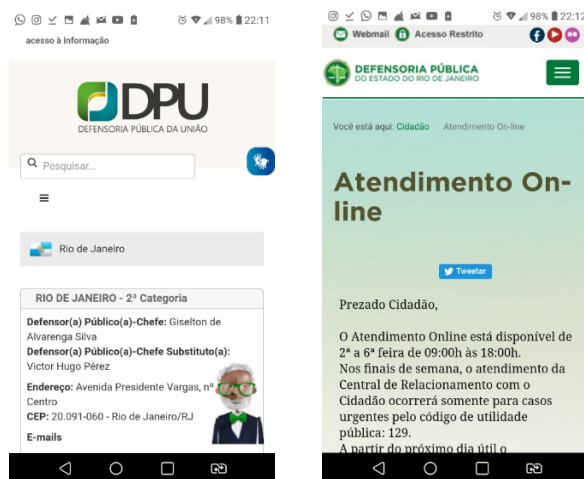 98% 22:11
acesso à informação
DPU
DEFENSORIA PÚBLICA DA UNIÃO
Pesquisar...
Rio de Janeiro
RIO DE JANEIRO - 2ª Categoria
Defensor(a) Público(a)-Chefe: Giselton de
Alvarenga Silva
Defensor(a) Público(a)-Chefe Substituto(a):
Victor Hugo Pérez
Endereço: Avenida Presidente Vargas, nº
Centro
CEP: 20.091-060 - Rio de Janeiro/RJ
E-mails
98% 22:12
Webmail Acesso Restrito
DEFENSORIA PÚBLICA
DO ESTADO DO RIO DE JANEIRO
Você está aqui: Cidadão Atendimento On-line
Atendimento On-
line
Tweetar
Prezado Cidadão,
O Atendimento Online está disponível de
2ª a 6ª feira de 09:00h às 18:00h.
Nos finais de semana, o atendimento da
Central de Relacionamento com o
Cidadão ocorrerá somente para casos
urgentes pelo código de utilidade
pública: 129.
A partir do próximo dia útil o